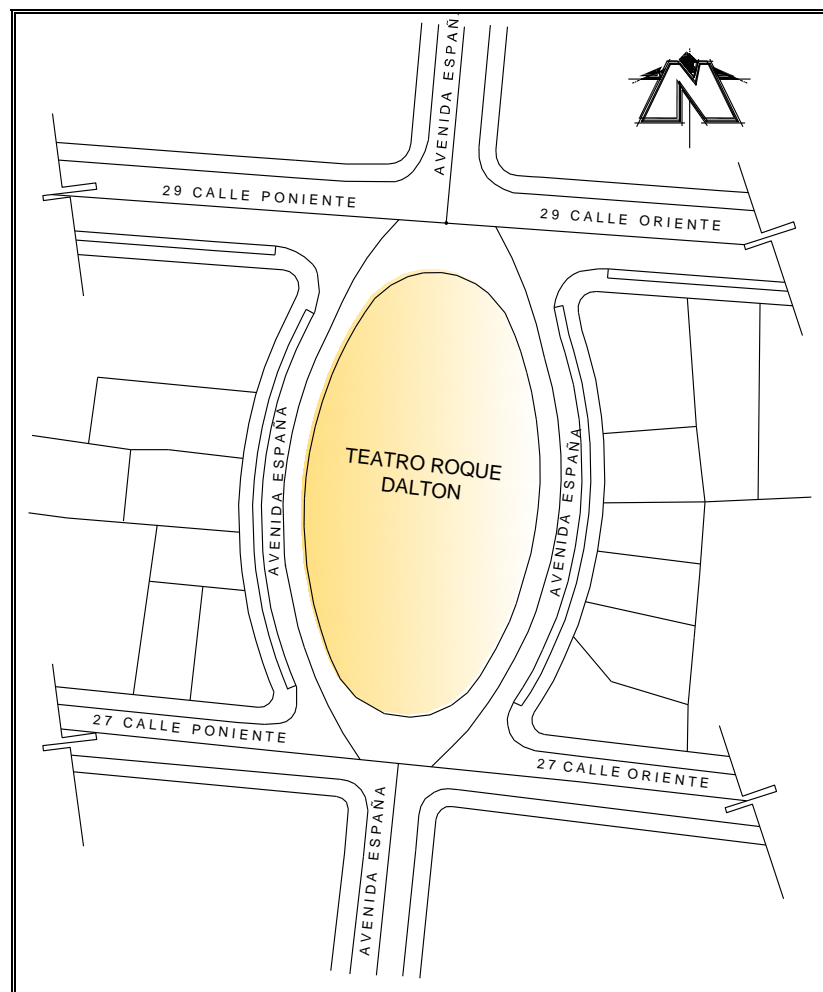 AVENIDA ESPAÑA
N
29 CALLE PONIENTE
29 CALLE ORIENTE
AVENIDA ESPAÑA
TEATRO ROQUE
DALTON
AVENIDA ESPAÑA
27 CALLE PONIENTE
27 CALLE ORIENTE
AVENIDA ESPAÑA